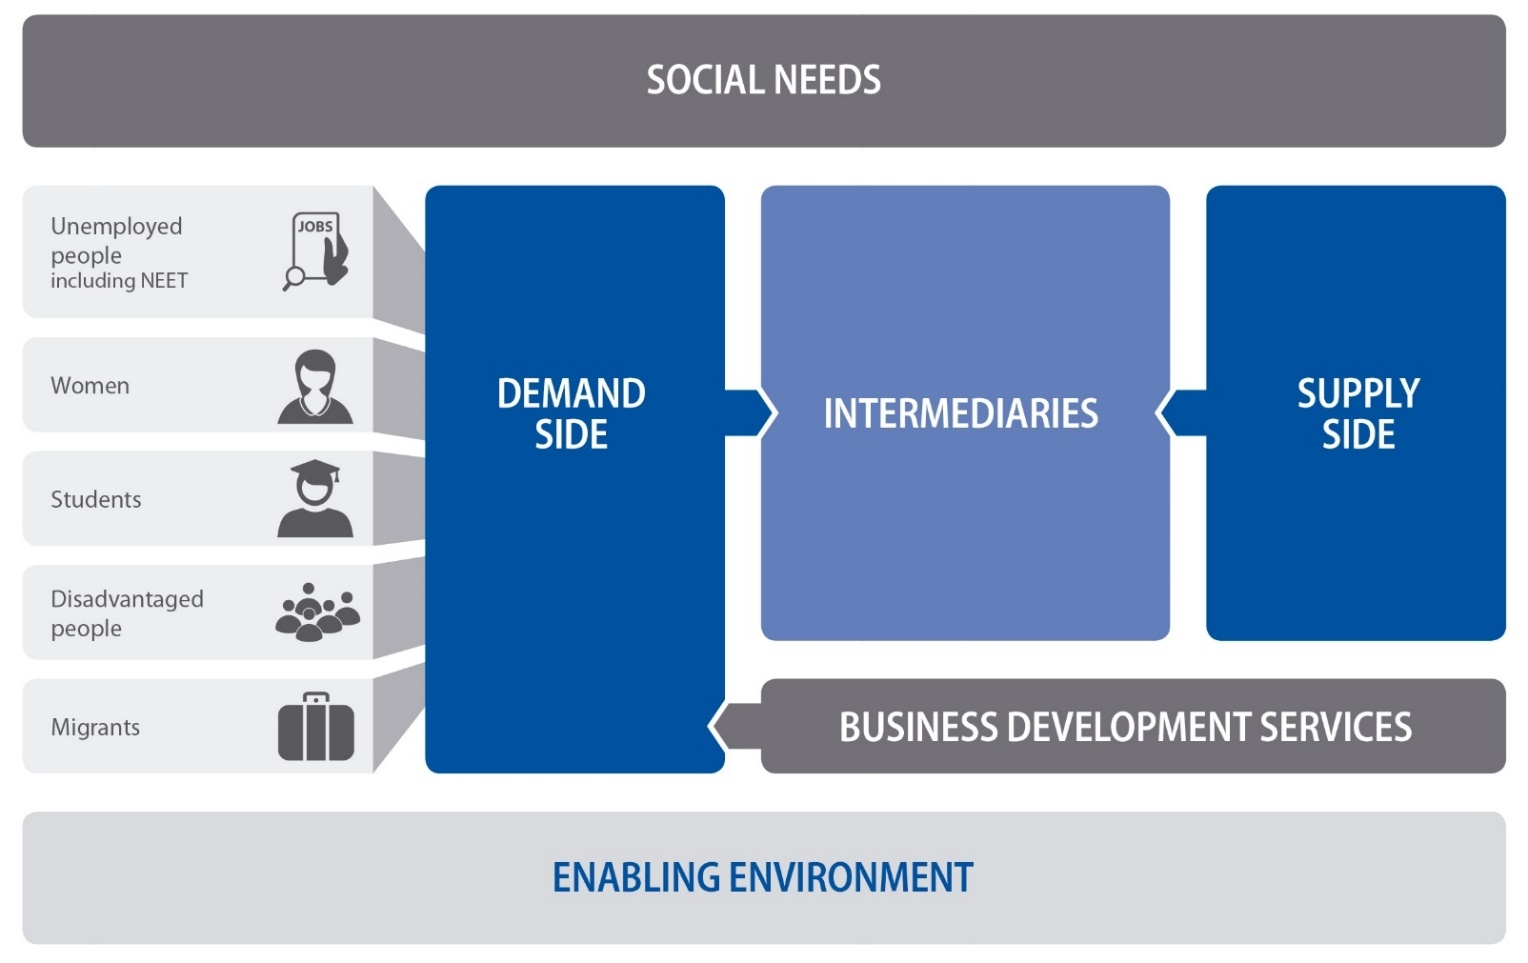 SOCIAL NEEDS
Unemployed
people
including NEET
JOBS
Women
Students
Disadvantaged
people
Migrants
DEMAND
SIDE
INTERMEDIARIES
SUPPLY
SIDE
BUSINESS DEVELOPMENT SERVICES
ENABLING ENVIRONMENT